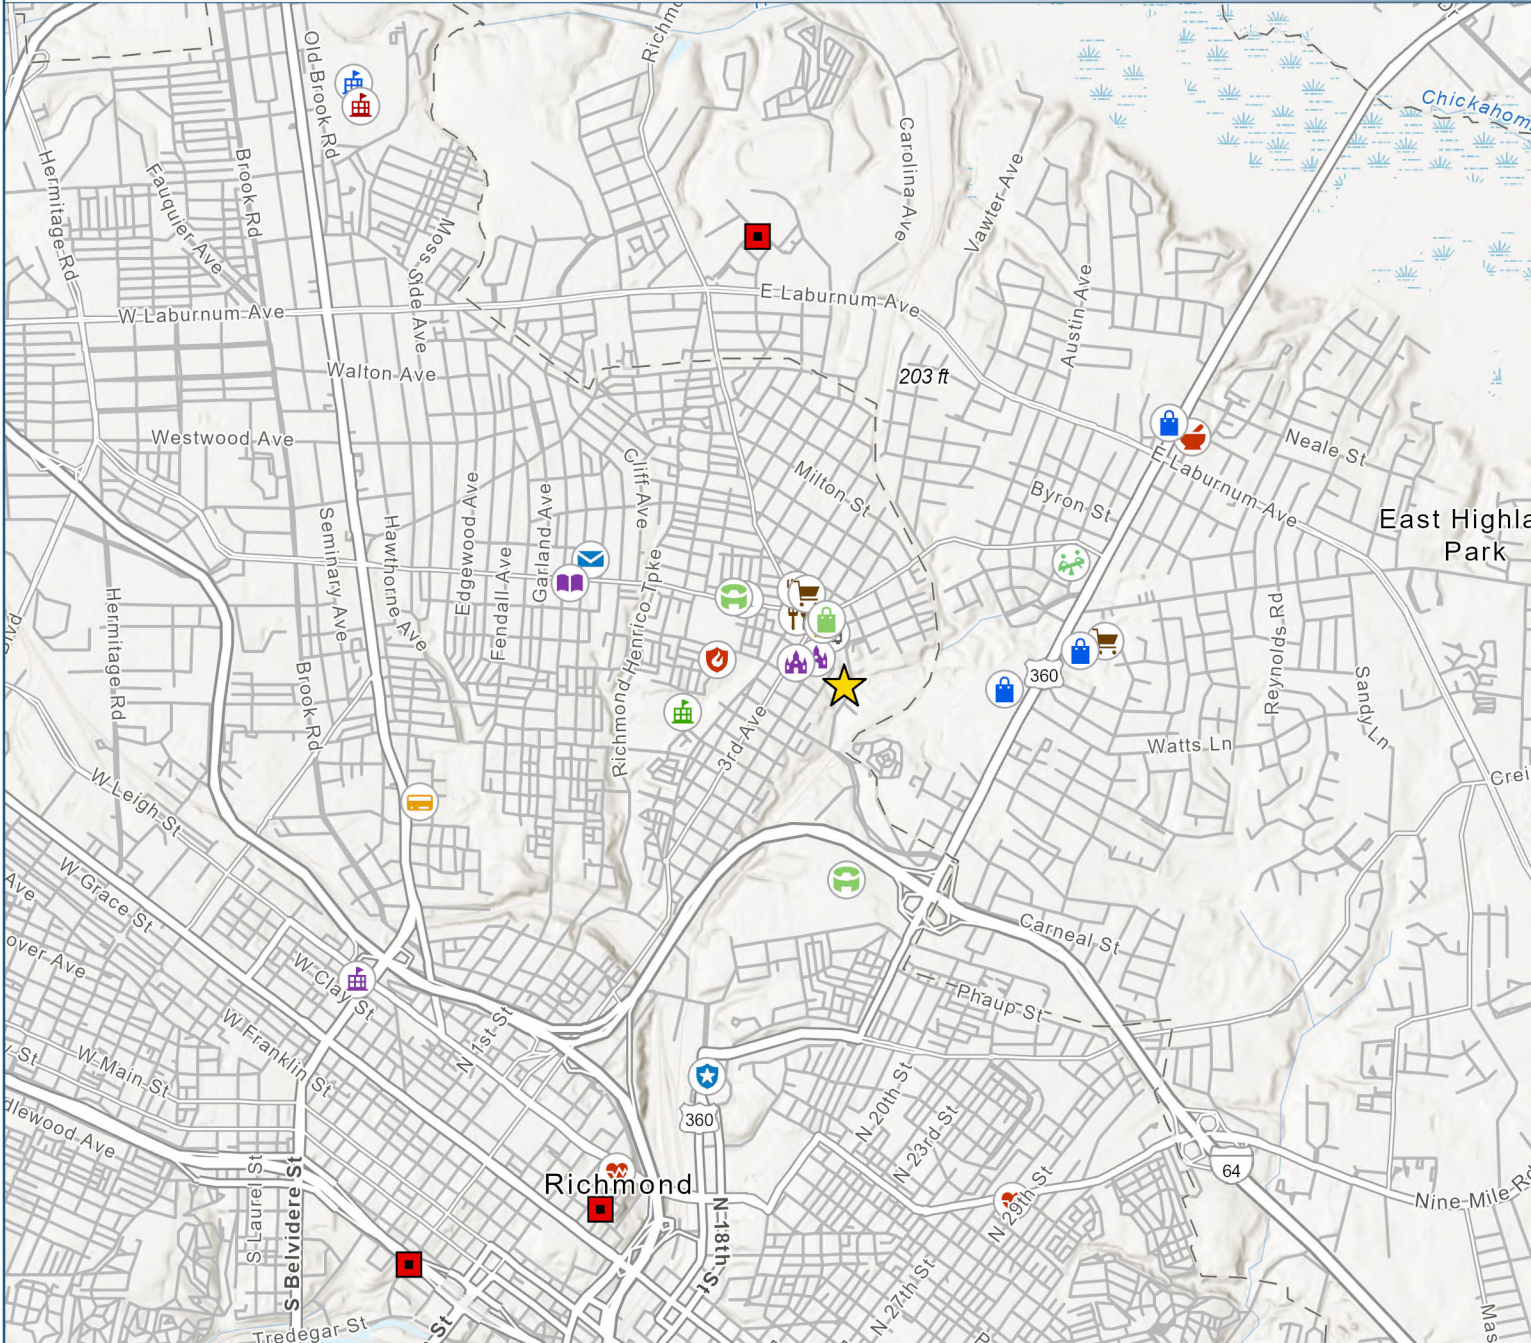 Richmo
Dr
Old Brook Rd
Chickahom
Hermitage Rd
Fauquier Ave
Brook Rd
Carolina Ave
Vawter Ave
Moss Side Ave
Austin Ave
W Laburnum Ave
E Laburnum Ave
Walton Ave
203 ft
Westwood Ave
Neale St
E Laburnum Ave
Milton St
Byron St
Cliff Ave
East Highla
Park
Seminary Ave
Hawthorne Ave
Edgewood Ave
Garland Ave
Fendall Ave
Richmond Henrico Tpke
Hermitage Rd
Blvd
Reynolds Rd
Sandy Ln
360
Brook Rd
3rd Ave
Watts Ln
Crei
W Leigh St
W Grace St
Ave
over Ave
Carneal St
W Clay St
Phaup St
W Franklin St
N 1st St
y St
W Main St
dlewood Ave
360
N 20th St
N 23rd St
N 29th St
64
Richmond
Nine Mile Rd
S Laurel St
S Belvidere St
N 18th St
N 27th St
Tredegar St
St
P
Mas